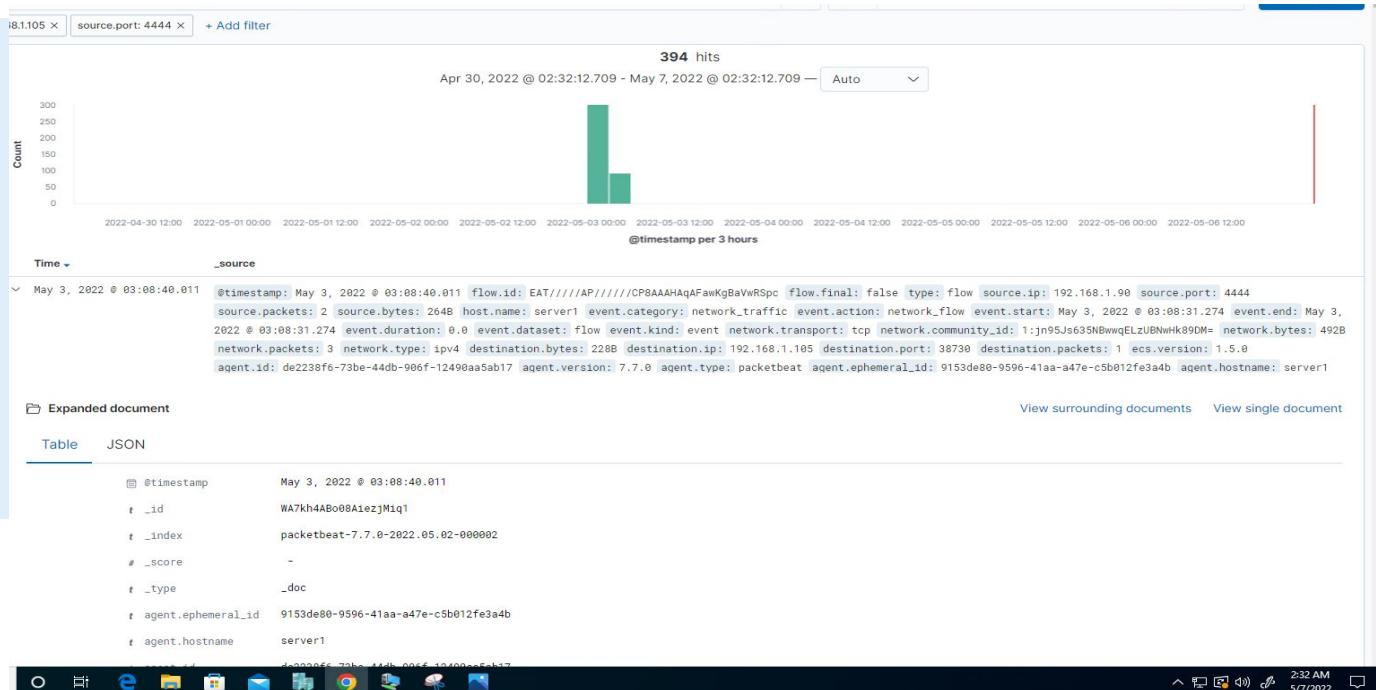 8.1.105 × source.port: 4444 × + Add filter
394 hits
Apr 30, 2022 @ 02:32:12.709 - May 7, 2022 @ 02:32:12.709 — Auto
300
250
200
150
100
50
0
Count
2022-04-30 12:00 2022-05-01 00:00 2022-05-01 12:00 2022-05-02 00:00 2022-05-02 12:00 2022-05-03 00:00 2022-05-03 12:00 2022-05-04 00:00 2022-05-04 12:00 2022-05-05 00:00 2022-05-05 12:00 2022-05-06 00:00 2022-05-06 12:00
@timestamp per 3 hours
Time _source
May 3, 2022 @ 03:08:40.011 @timestamp: May 3, 2022 @ 03:08:40.011 flow.id: EAT/////AP//////CP8AAAHAqAFawKgBaVwRSpc flow.final: false type: flow source.ip: 192.168.1.90 source.port: 4444
source.packets: 2 source.bytes: 264B host.name: server1 event.category: network_traffic event.action: network_flow event.start: May 3, 2022 @ 03:08:31.274 event.end: May 3,
2022 @ 03:08:31.274 event.duration: 0.0 event.dataset: flow event.kind: event network.transport: tcp network.community_id: 1:jn95Js635NBwwqELzUBNwHk89DM= network.bytes: 492B
network.packets: 3 network.type: ipv4 destination.bytes: 228B destination.ip: 192.168.1.105 destination.port: 38730 destination.packets: 1 ecs.version: 1.5.0
agent.id: de2238f6-73be-44db-906f-12490aa5ab17 agent.version: 7.7.0 agent.type: packetbeat agent.ephemeral_id: 9153de80-9596-41aa-a47e-c5b012fe3a4b agent.hostname: server1
Expanded document View surrounding documents View single document
Table JSON
@timestamp May 3, 2022 @ 03:08:40.011
t _id WA7kh4ABo08AiezjMiq1
t _index packetbeat-7.7.0-2022.05.02-000002
# _score -
t _type _doc
t agent.ephemeral_id 9153de80-9596-41aa-a47e-c5b012fe3a4b
t agent.hostname server1
2:32 AM
5/7/2022